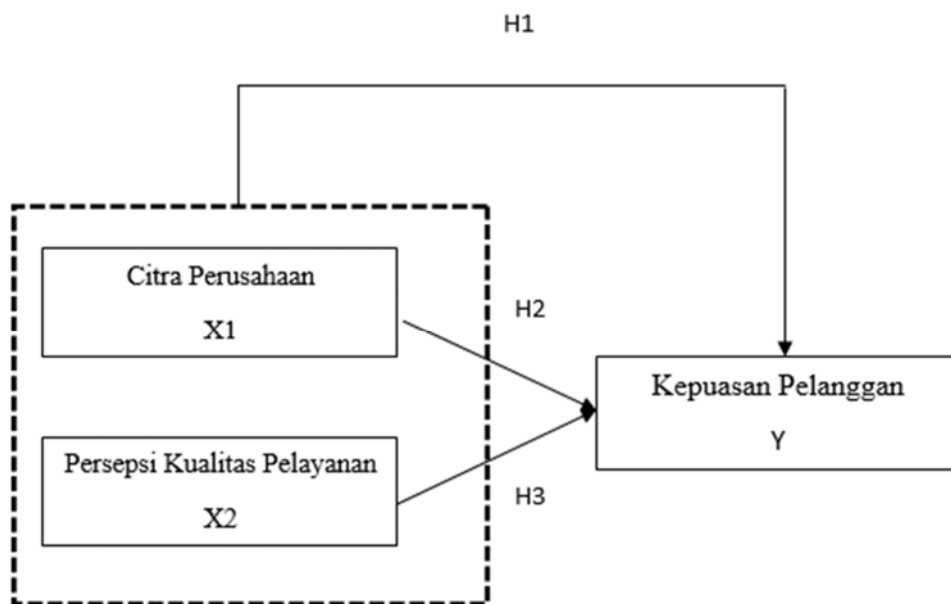 H1
Citra Perusahaan
X1
H2
Kepuasan Pelanggan
Y
Persepsi Kualitas Pelayanan
X2
H3